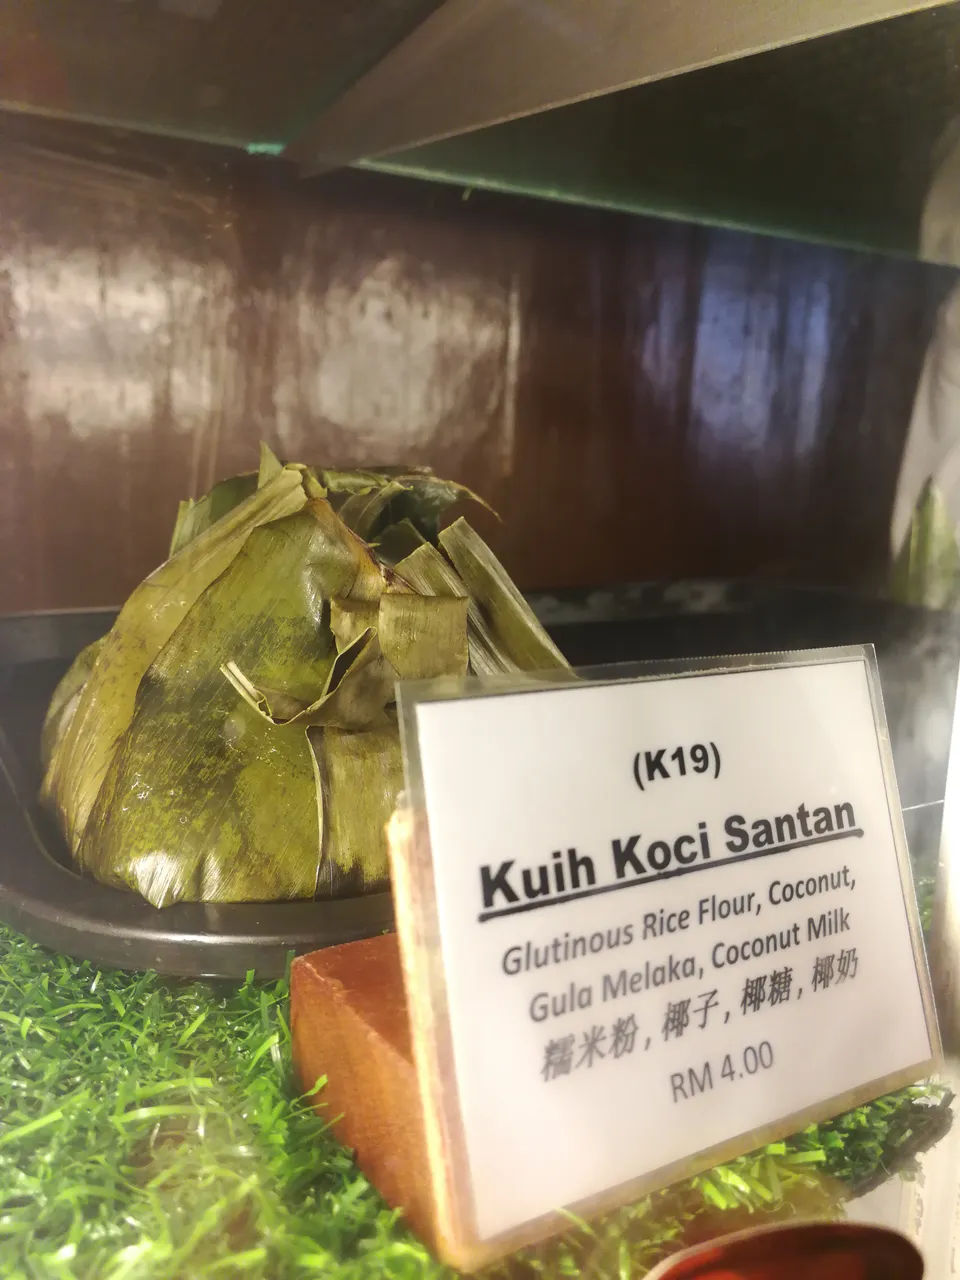 (K19)
Kuih Koci Santan
Glutinous Rice Flour, Coconut,
Gula Melaka, Coconut Milk
糯米粉 , 椰子 , 椰糖 , 椰奶
RM 4.00